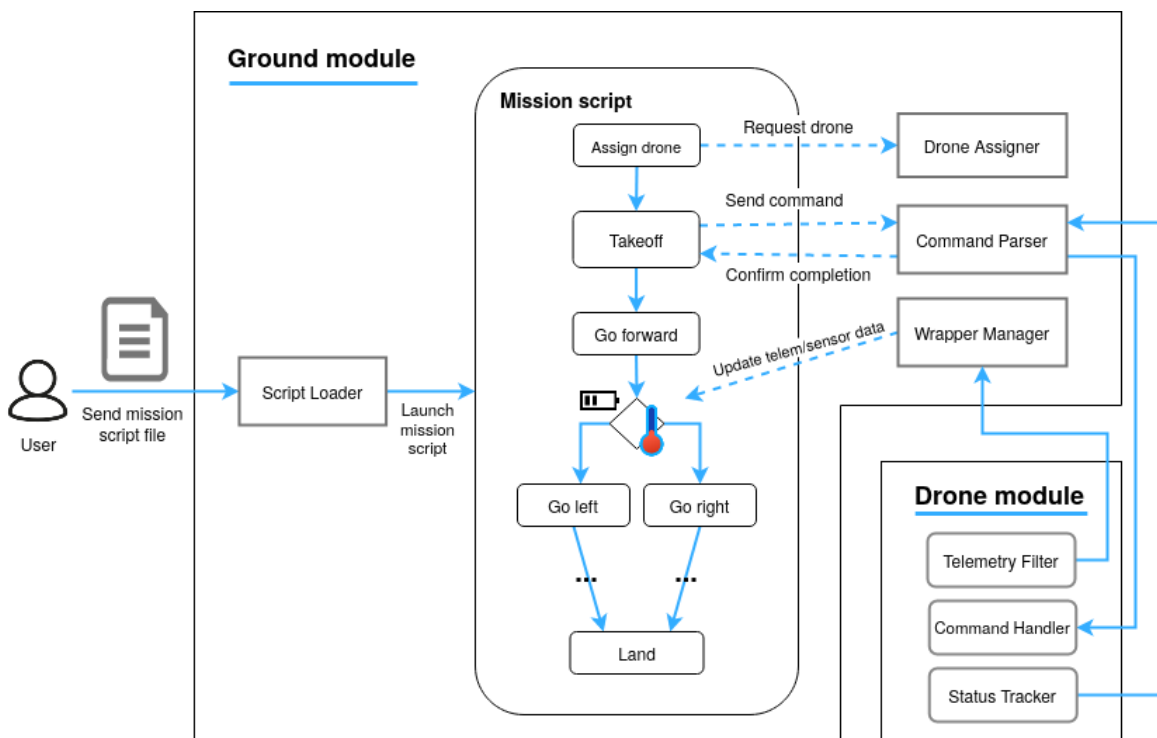 Ground module
Mission script
Assign drone
Request drone
Drone Assigner
Takeoff
Send command
Command Parser
Confirm completion
Go forward
Update telem/sensor data
Wrapper Manager
Script Loader
Launch
mission
script
Send mission
script file
User
Go left
Go right
...
...
Land
Drone module
Telemetry Filter
Command Handler
Status Tracker